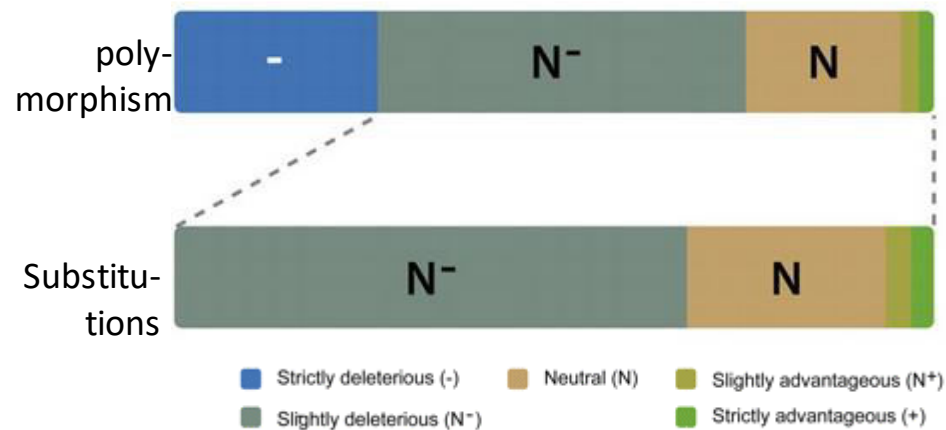 poly-
morphism
-
N⁻
N
Substitu-
tions
N⁻
N
Strictly deleterious (-)
Neutral (N)
Slightly advantageous (N⁺)
Slightly deleterious (N⁻)
Strictly advantageous (+)